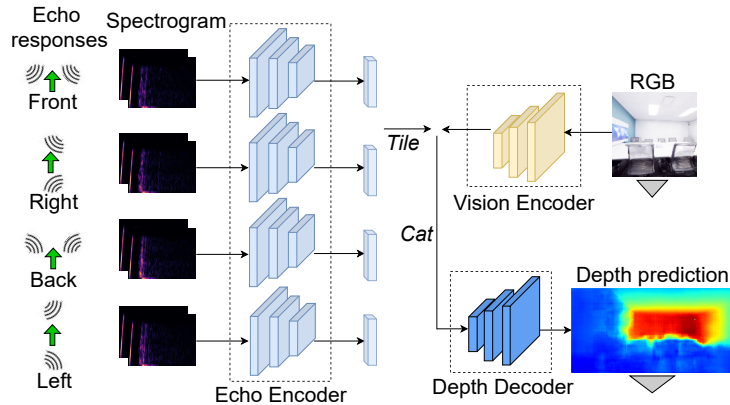 Echo
responses
Spectrogram
Front
Right
Back
Left
Echo Encoder
Tile
Cat
RGB
Vision Encoder
Depth prediction
Depth Decoder